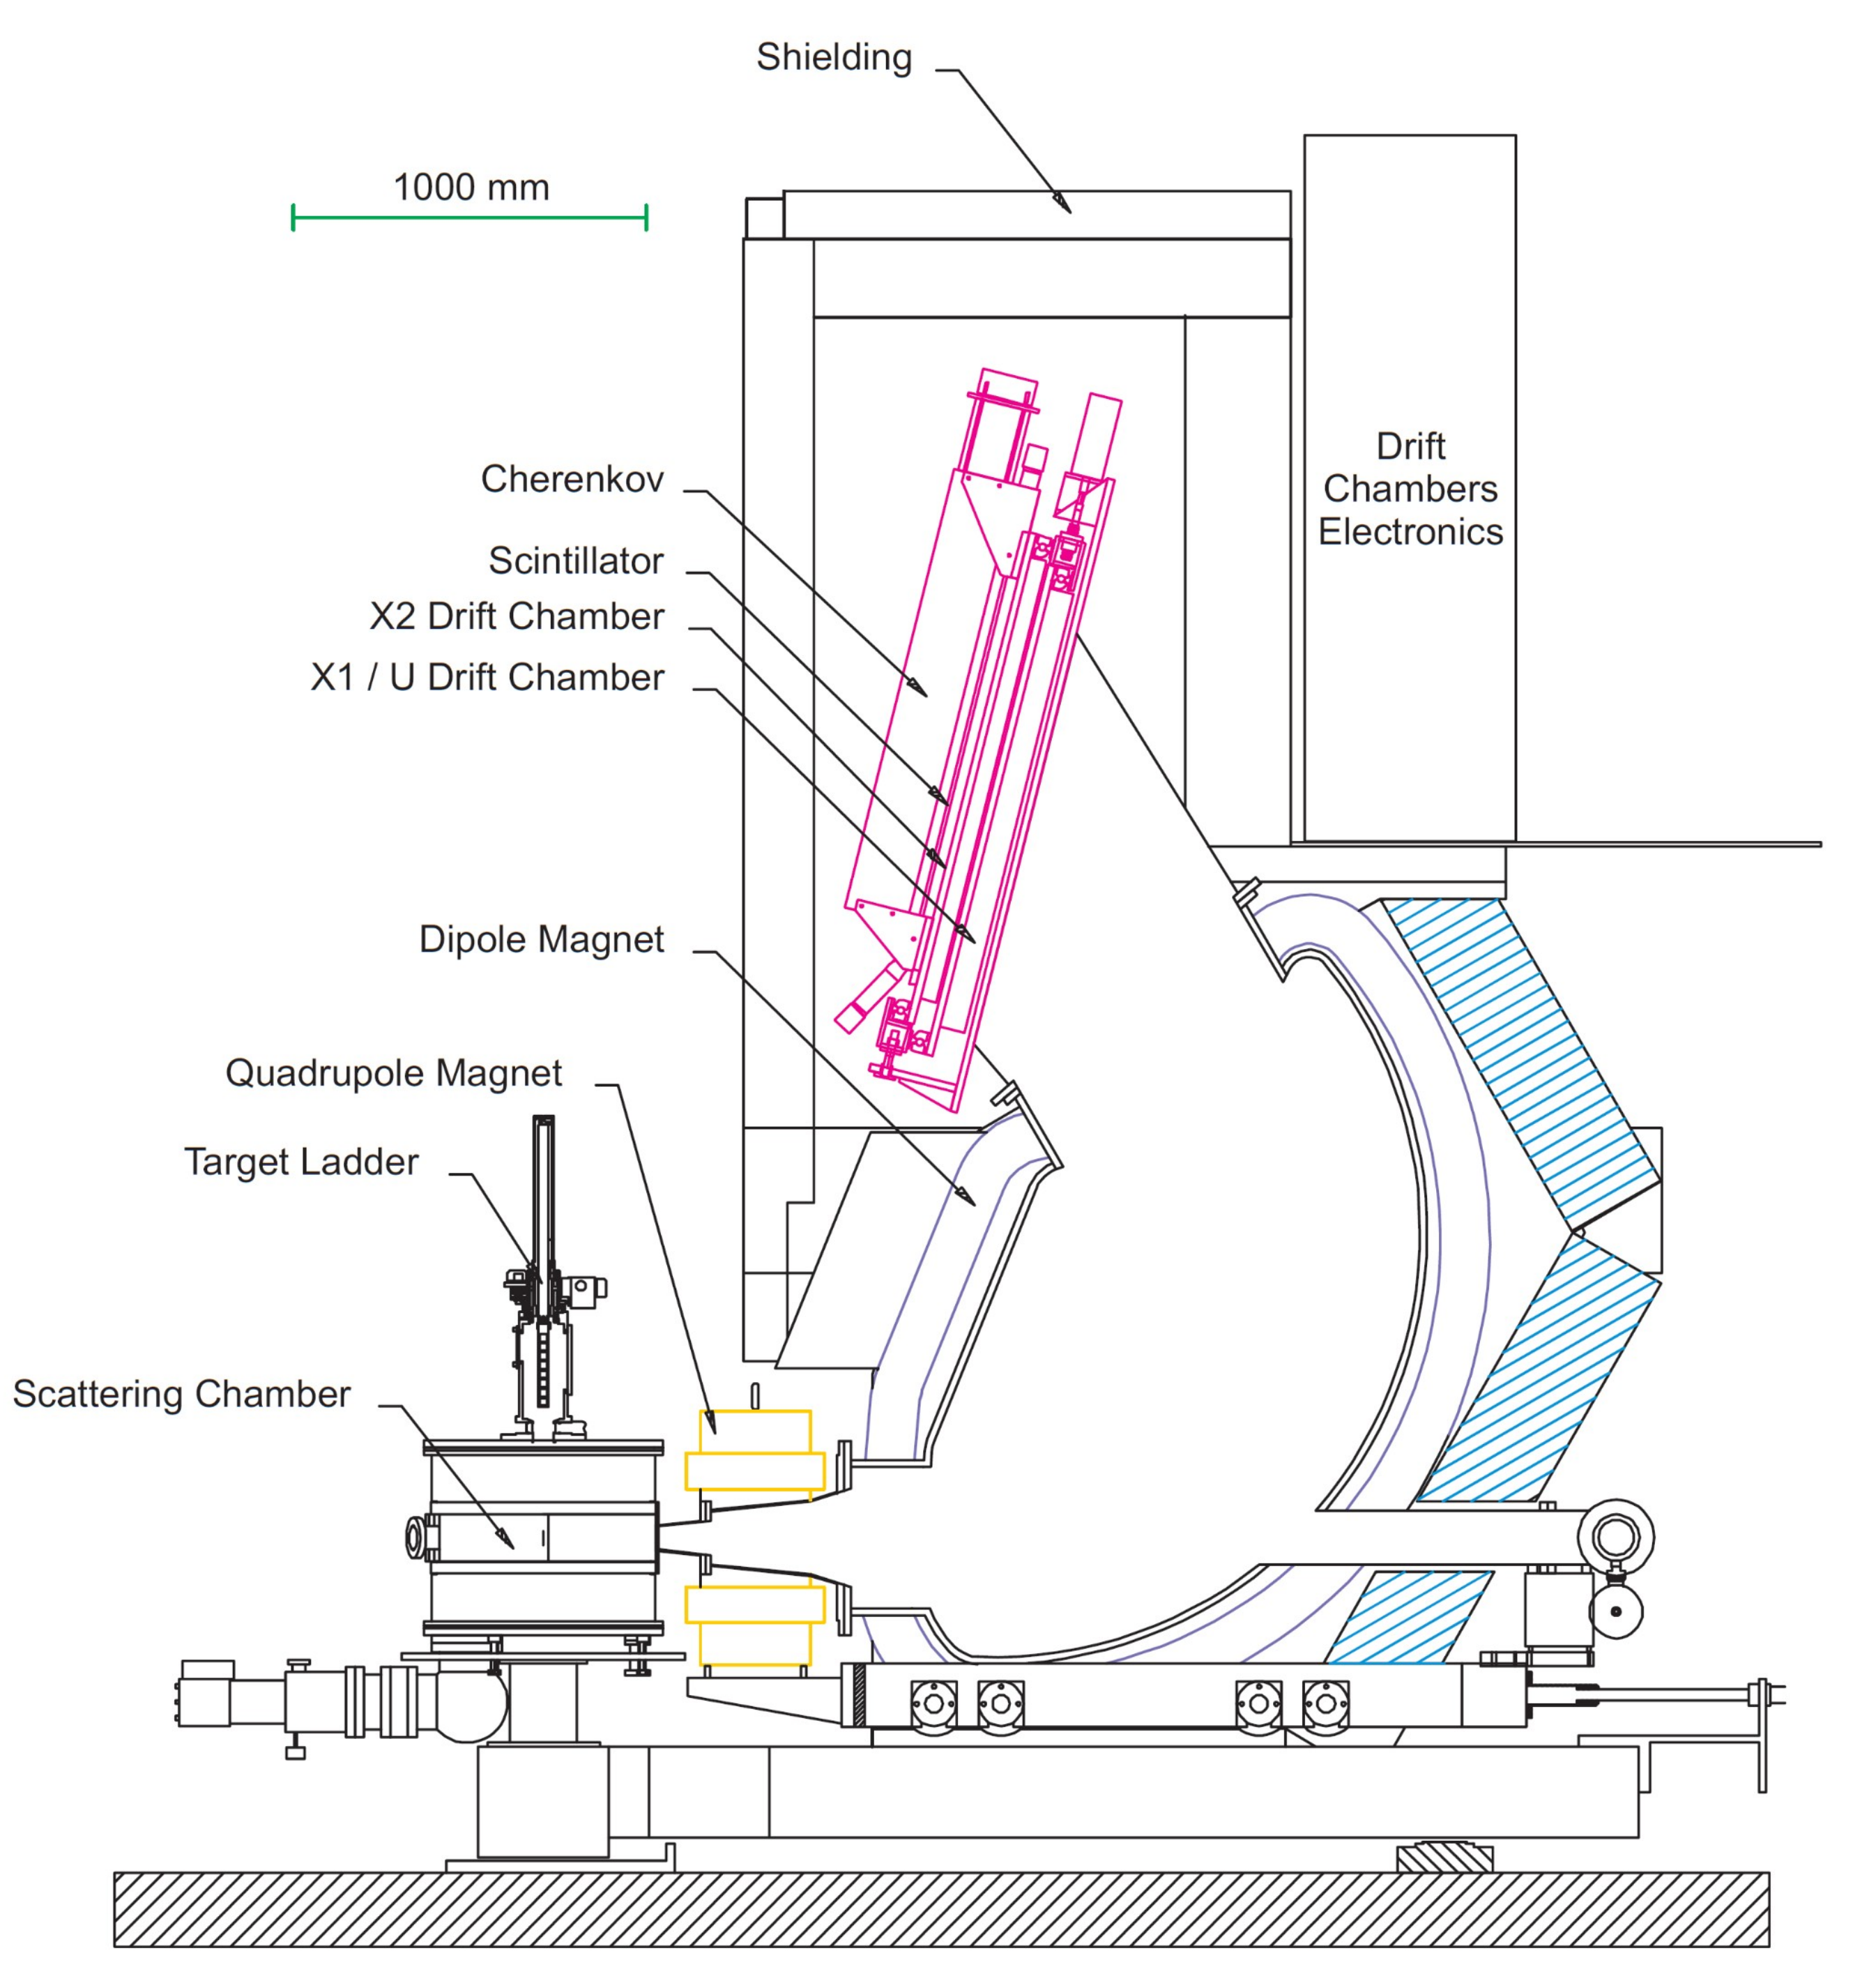 Shielding
1000 mm
Drift
Chambers
Electronics
Cherenkov
Scintillator
X2 Drift Chamber
X1 / U Drift Chamber
Dipole Magnet
Quadrupole Magnet
Target Ladder
Scattering Chamber